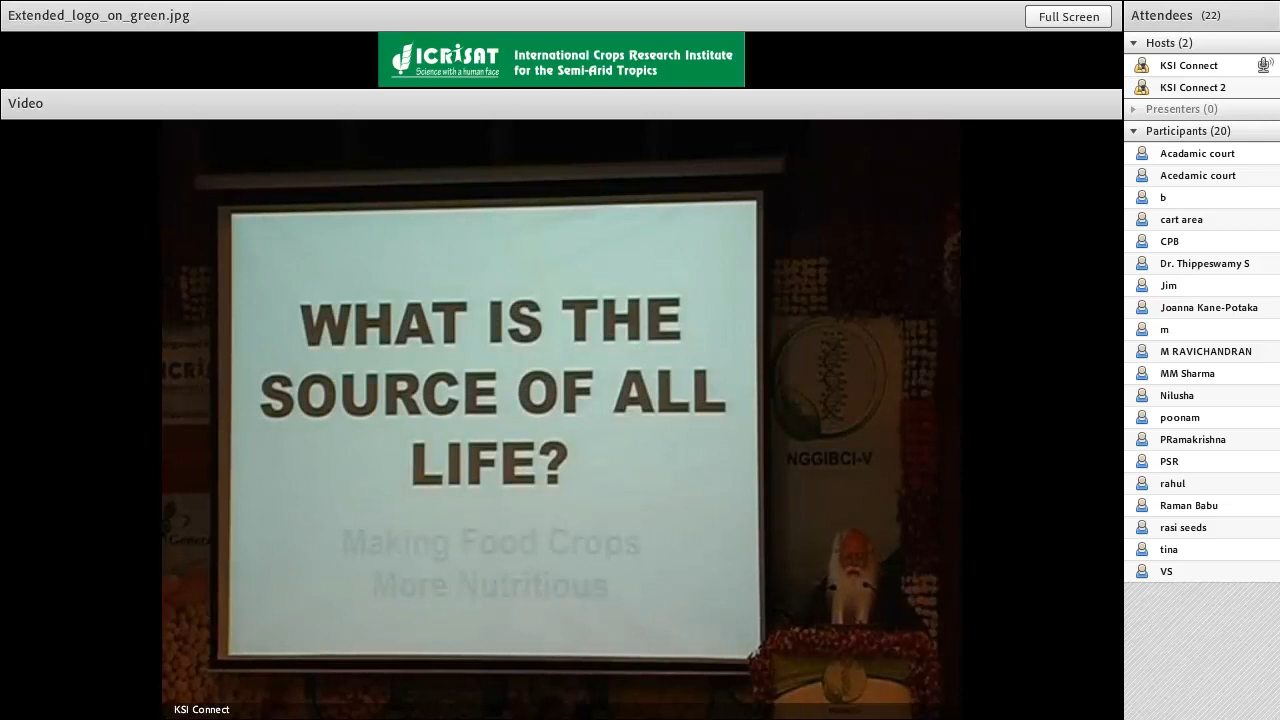 Extended_logo_on_green.jpg
Full Screen
ICRISAT
Science with a human face
International Crops Research Institute
for the Semi-Arid Tropics
Video
WHAT IS THE
SOURCE OF ALL
LIFE?
Making Food Crops
More Nutritious
NGGIBCI-V
KSI Connect
Attendees (22)
Hosts (2)
KSI Connect
KSI Connect 2
Presenters (0)
Participants (20)
Acadamic court
Acedamic court
b
cart area
CPB
Dr. Thippeswamy S
Jim
Joanna Kane-Potaka
m
M RAVICHANDRAN
MM Sharma
Nilusha
poonam
PRamakrishna
PSR
rahul
Raman Babu
rasi seeds
tina
VS